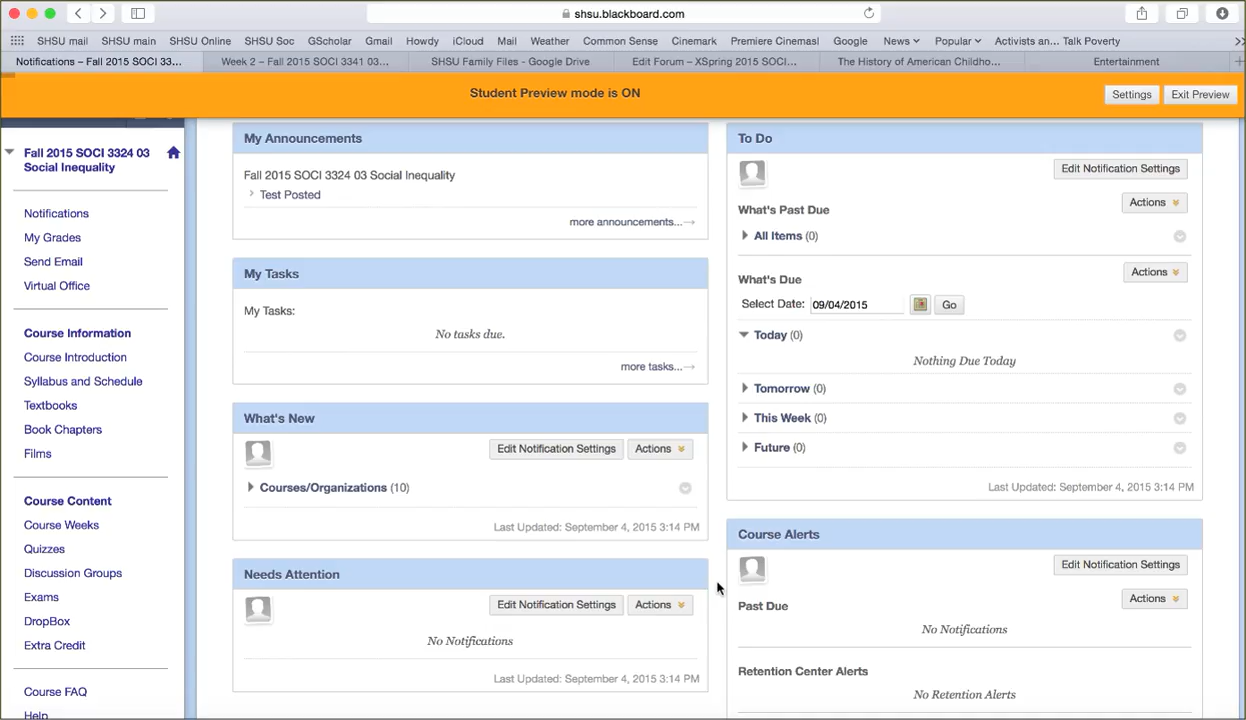 shsu.blackboard.com
SHSU mail SHSU main SHSU Online SHSU Soc GScholar Gmail Howdy iCloud Mail Weather Common Sense Cinemark Premiere Cinemasl Google News Popular Activists an... Talk Poverty
Notifications – Fall 2015 SOCI 33... Week 2 – Fall 2015 SOCI 3341 03... SHSU Family Files - Google Drive Edit Forum – XSpring 2015 SOCI... The History of American Childho... Entertainment
Student Preview mode is ON
Settings Exit Preview
Fall 2015 SOCI 3324 03
Social Inequality
Notifications
My Grades
Send Email
Virtual Office
Course Information
Course Introduction
Syllabus and Schedule
Textbooks
Book Chapters
Films
Course Content
Course Weeks
Quizzes
Discussion Groups
Exams
DropBox
Extra Credit
Course FAQ
Help
My Announcements
Fall 2015 SOCI 3324 03 Social Inequality
Test Posted
more announcements...
My Tasks
My Tasks:
No tasks due.
more tasks...
What's New
Edit Notification Settings Actions
Courses/Organizations (10)
Last Updated: September 4, 2015 3:14 PM
Needs Attention
Edit Notification Settings Actions
No Notifications
Last Updated: September 4, 2015 3:14 PM
To Do
Edit Notification Settings
What's Past Due Actions
All Items (0)
What's Due Actions
Select Date: 09/04/2015 Go
Today (0)
Nothing Due Today
Tomorrow (0)
This Week (0)
Future (0)
Last Updated: September 4, 2015 3:14 PM
Course Alerts
Edit Notification Settings
Past Due Actions
No Notifications
Retention Center Alerts
No Retention Alerts